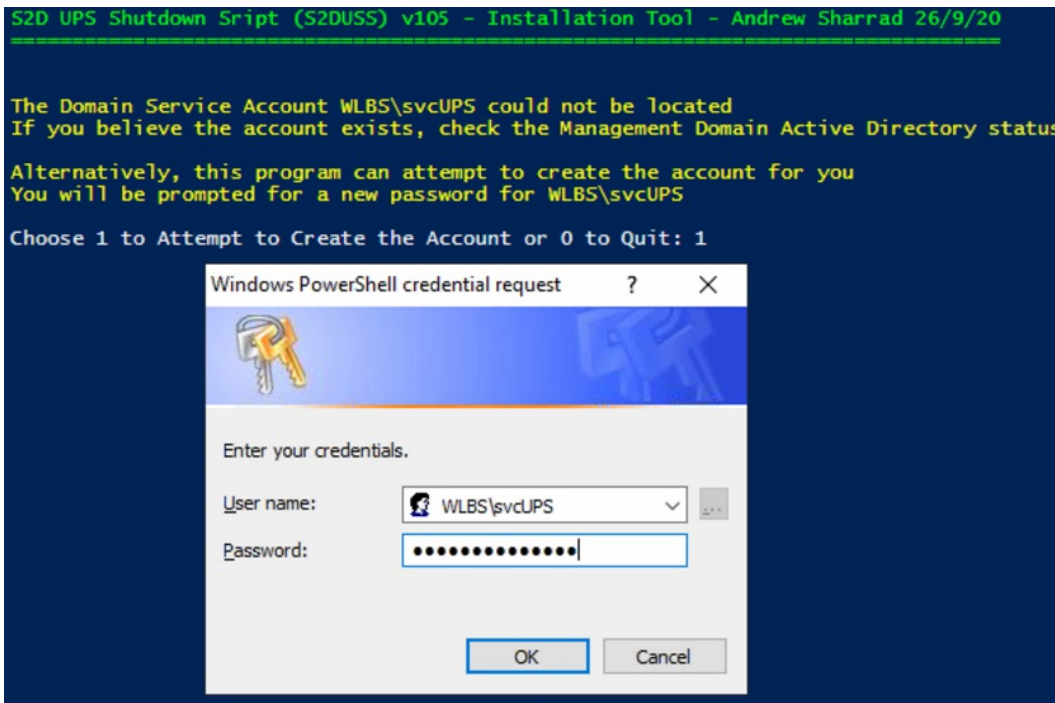 S2D UPS Shutdown Sript (S2DUSS) v105 - Installation Tool - Andrew Sharrad 26/9/20
The Domain Service Account WLBS\svcUPS could not be located
If you believe the account exists, check the Management Domain Active Directory status
Alternatively, this program can attempt to create the account for you
You will be prompted for a new password for WLBS\svcUPS
Choose 1 to Attempt to Create the Account or 0 to Quit: 1
Windows PowerShell credential request
Enter your credentials.
User name: WLBS\svcUPS
Password: ••••••••••••••
OK Cancel